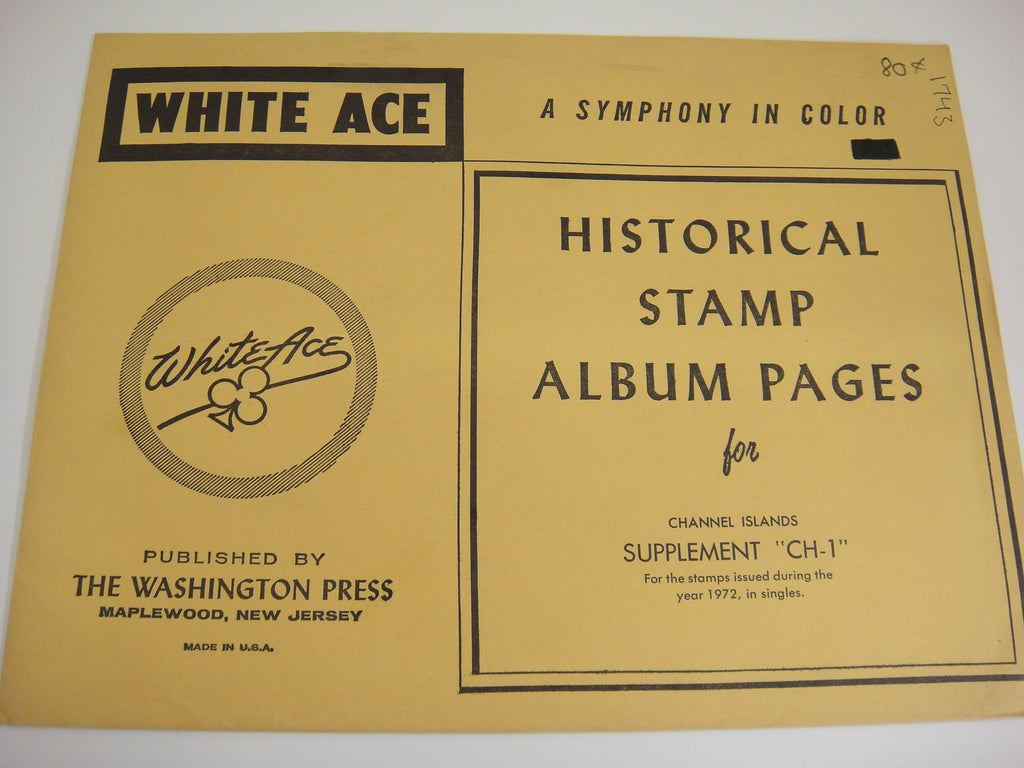 WHITE ACE
A SYMPHONY IN COLOR
80¢
1743
HISTORICAL
STAMP
ALBUM PAGES
for
CHANNEL ISLANDS
SUPPLEMENT "CH-1"
For the stamps issued during the
year 1972, in singles.
White Ace
PUBLISHED BY
THE WASHINGTON PRESS
MAPLEWOOD, NEW JERSEY
MADE IN U.S.A.